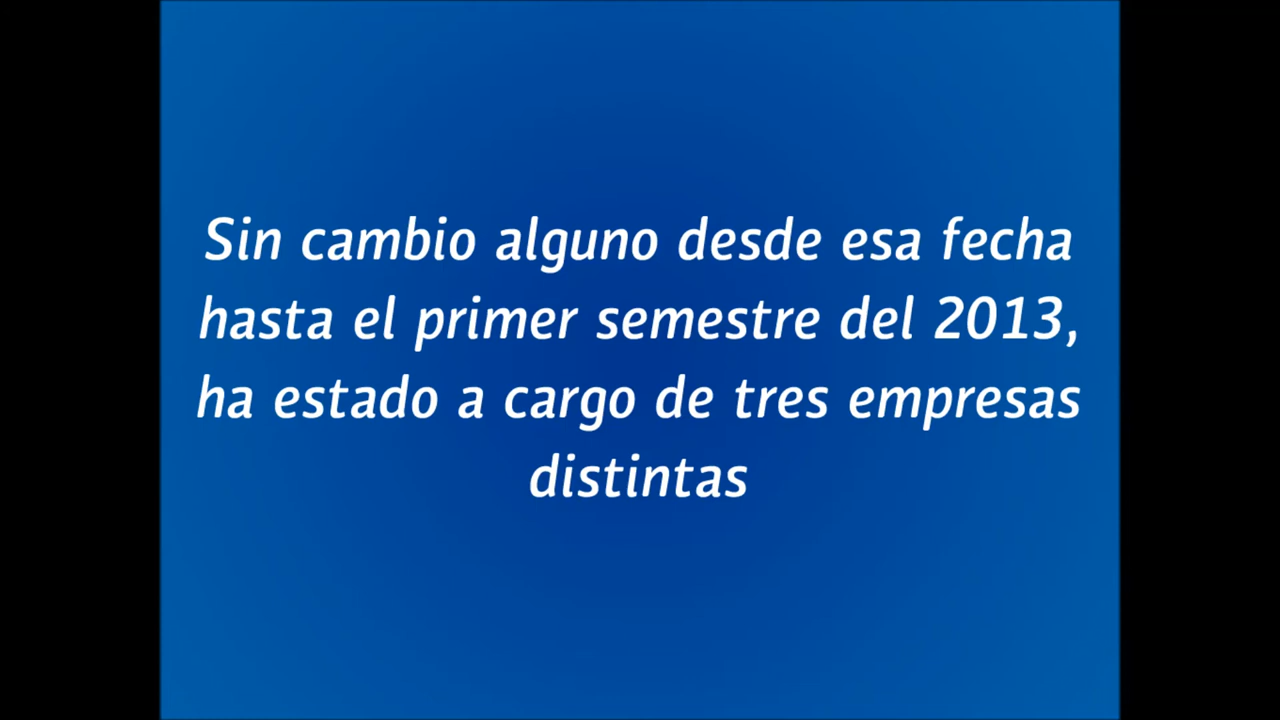 Sin cambio alguno desde esa fecha
hasta el primer semestre del 2013,
ha estado a cargo de tres empresas
distintas